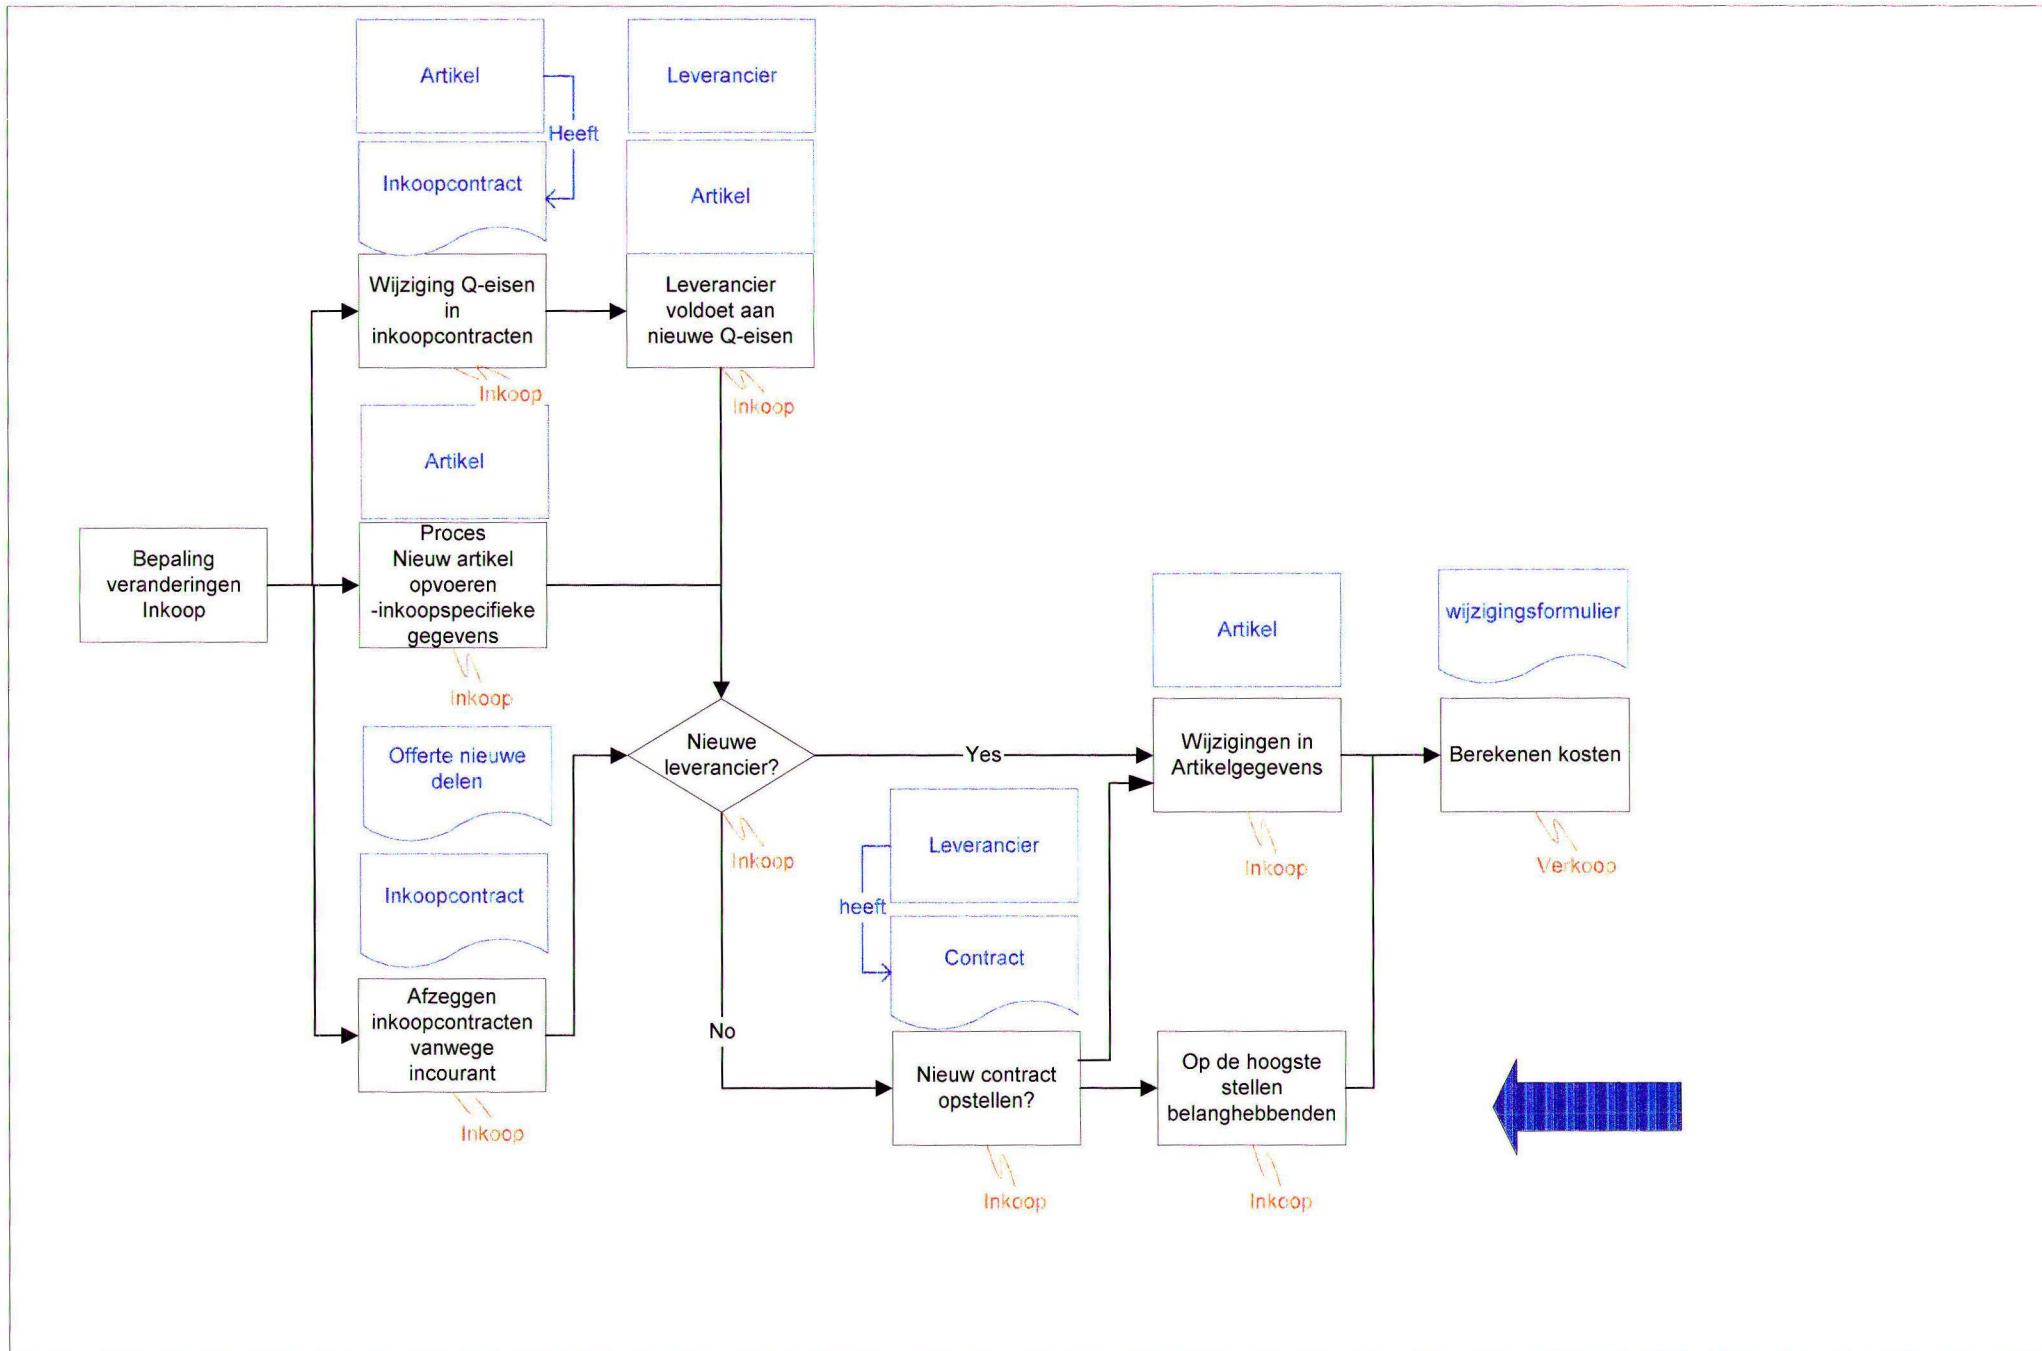 Artikel
Leverancier
Heeft
Inkoopcontract
Artikel
Wijziging Q-eisen
in
inkoopcontracten
Leverancier
voldoet aan
nieuwe Q-eisen
Inkoop
Inkoop
Artikel
Bepaling
veranderingen
Inkoop
Proces
Nieuw artikel
opvoeren
-inkoopspecifieke
gegevens
Inkoop
Artikel
wijzigingsformulier
Offerte nieuwe
delen
Nieuwe
leverancier?
Yes
Wijzigingen in
Artikelgegevens
Berekenen kosten
Inkoop
Inkoop
Verkoop
Leverancier
heeft
Contract
Inkoopcontract
Afzeggen
inkoopcontracten
vanwege
incourant
Inkoop
No
Nieuw contract
opstellen?
Op de hoogste
stellen
belanghebbenden
Inkoop
Inkoop